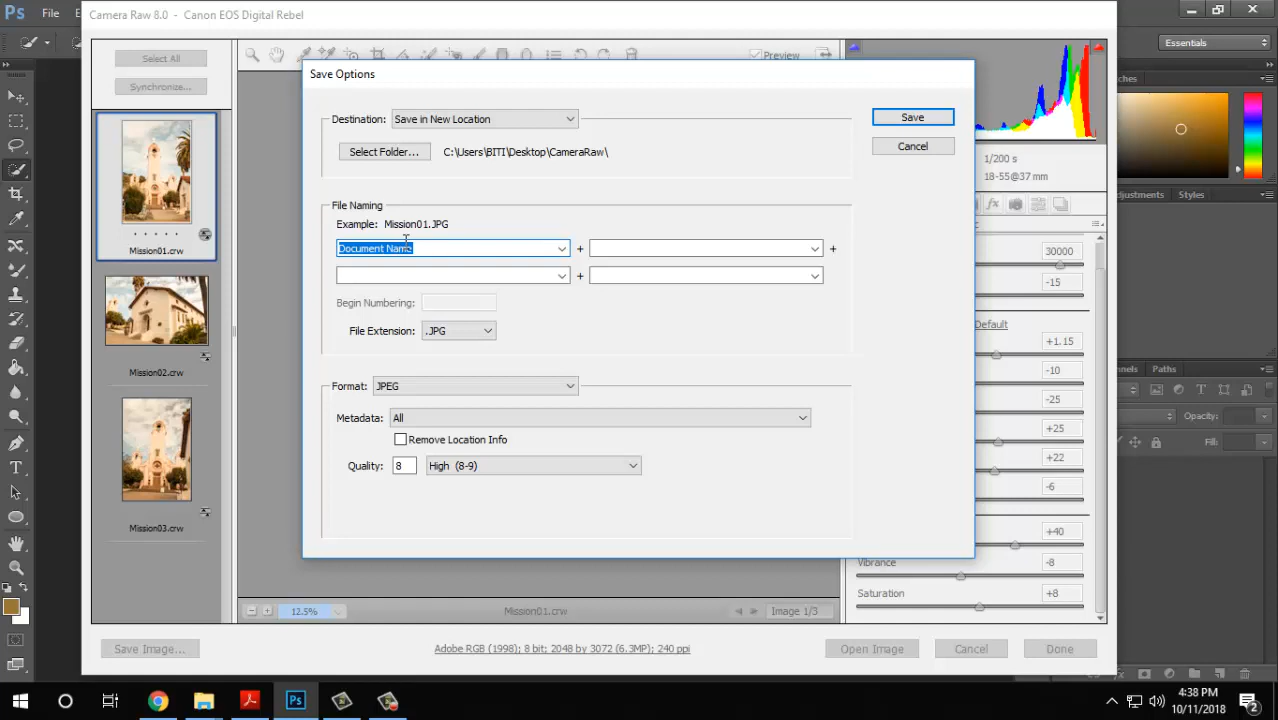 Camera Raw 8.0 - Canon EOS Digital Rebel
Ps File
Essentials
Select All
Synchronize...
Preview
Save Options
Destination: Save in New Location
Save
Select Folder... C:\Users\BITI\Desktop\CameraRaw\
Cancel
1/200 s
18-55@37 mm
Adjustments Styles
File Naming
Example: Mission01.JPG
Document Name + +
+
Begin Numbering:
File Extension: .JPG
Format: JPEG
Metadata: All
Remove Location Info
Quality: 8 High (8-9)
Mission01.crw
Mission02.crw
Mission03.crw
30000
-15
Default
+1.15
-10
-25
+25
+22
-6
+40
Vibrance -8
Saturation +8
Paths
Opacity:
Fill:
12.5% Mission01.crw Image 1/3
Save Image... Adobe RGB (1998); 8 bit; 2048 by 3072 (6.3MP); 240 ppi Open Image Cancel Done
Ps
4:38 PM
10/11/2018
2